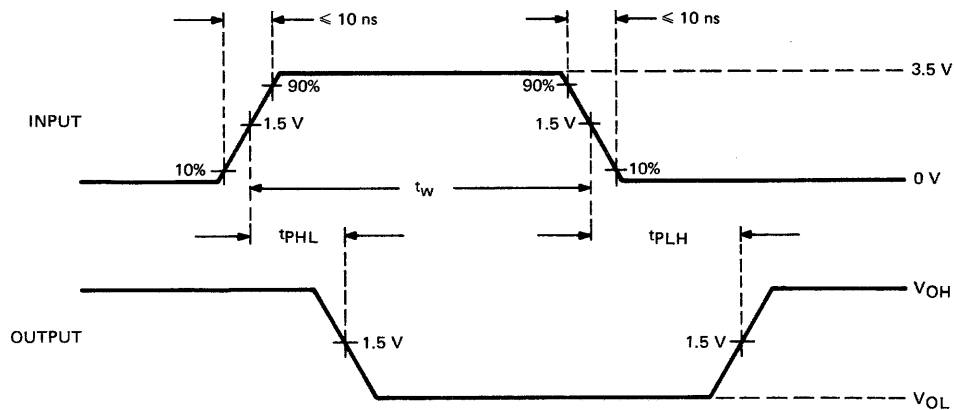 ≤ 10 ns ≤ 10 ns
3.5 V
90% 90%
INPUT 1.5 V 1.5 V
10% 10%
0 V
tw
tPHL tPLH
VOH
OUTPUT 1.5 V 1.5 V
VOL